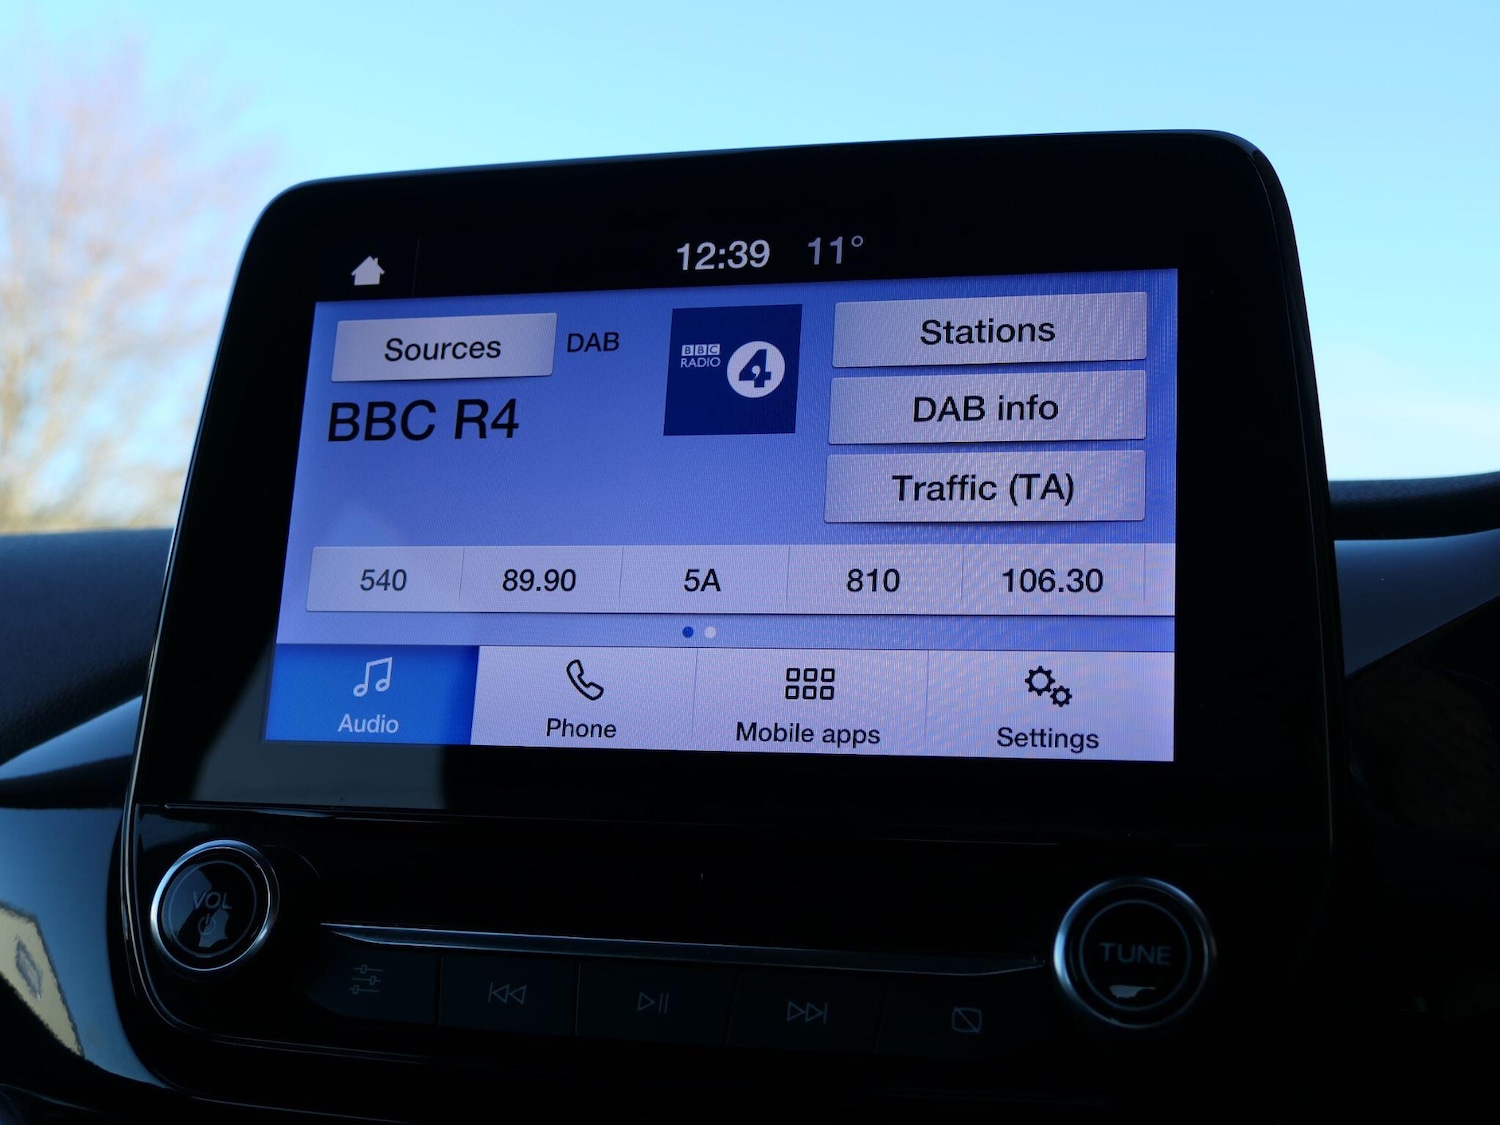 12:39 11°
Sources DAB
BBC R4
BBC
RADIO 4
Stations
DAB info
Traffic (TA)
540 89.90 5A 810 106.30
Audio Phone Mobile apps Settings
VOL
TUNE